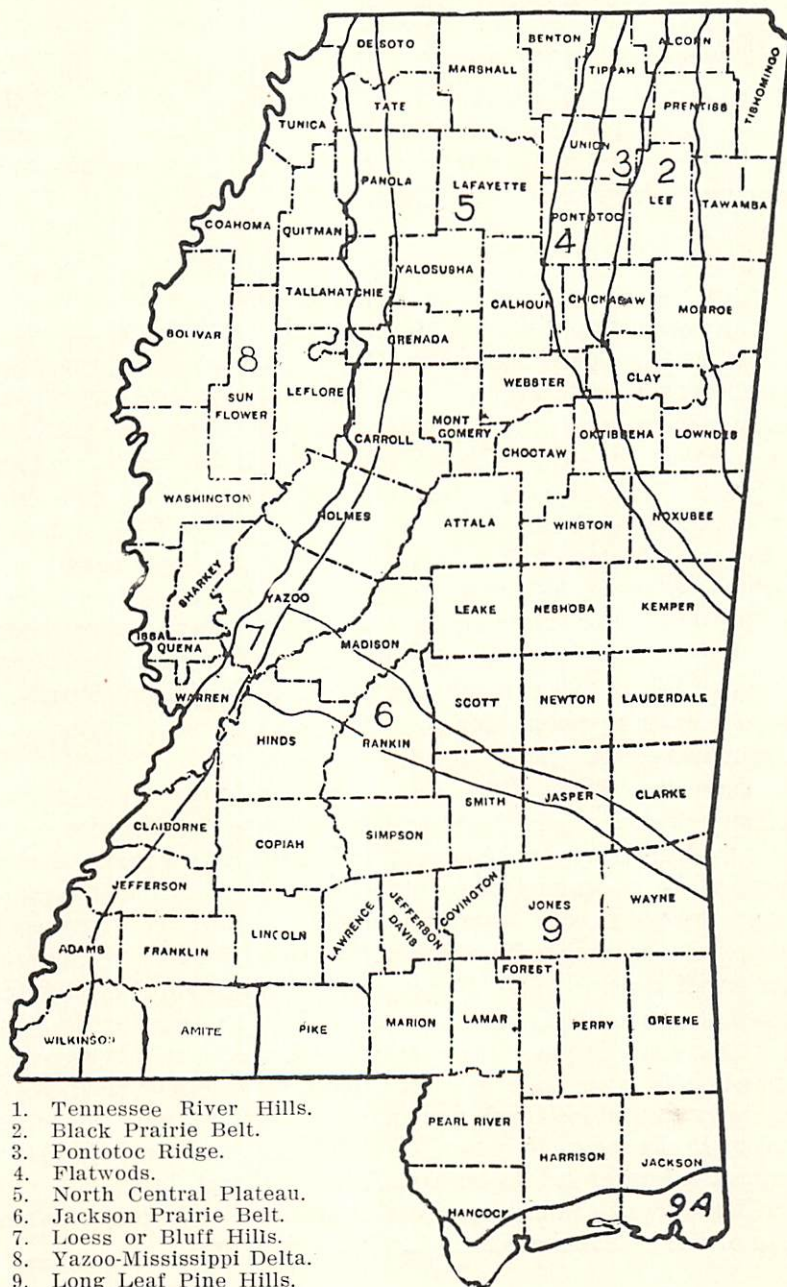 DE SOTO
BENTON
ALCORN
MARSHALL
TIPPAH
TISHOMINGO
TATE
PRENTISS
TUNICA
UNION
3
2
PANOLA
LAFAYETTE
LEE
5
TAWAMBA
COAHOMA
QUITMAN
PONTOTOC
4
YALOSUSHA
TALLAHATCHIE
CALHOUN
CHICKASAW
MONROE
BOLIVAR
GRENADA
8
CLAY
SUN
FLOWER
LEFLORE
WEBSTER
MONT
GOMERY
CARROLL
OKTIBBEHA
LOWNDES
CHOCTAW
WASHINGTON
HOLMES
ATTALA
WINSTON
NOXUBEE
SHARKEY
YAZOO
LEAKE
NESHOBA
KEMPER
ISSA
QUENA
7
MADISON
WARREN
6
SCOTT
NEWTON
LAUDERDALE
HINDS
RANKIN
SMITH
JASPER
CLARKE
CLAIBORNE
COPIAH
SIMPSON
JEFFERSON
LAWRENCE
JEFFERSON
DAVIS
COVINGTON
JONES
WAYNE
9
ADAMS
FRANKLIN
LINCOLN
FOREST
WILKINSON
AMITE
PIKE
MARION
LAMAR
PERRY
GREENE
PEARL RIVER
HARRISON
JACKSON
HANCOCK
9A
1. Tennessee River Hills.
2. Black Prairie Belt.
3. Pontotoc Ridge.
4. Flatwods.
5. North Central Plateau.
6. Jackson Prairie Belt.
7. Loess or Bluff Hills.
8. Yazoo-Mississippi Delta.
9. Long Leaf Pine Hills.